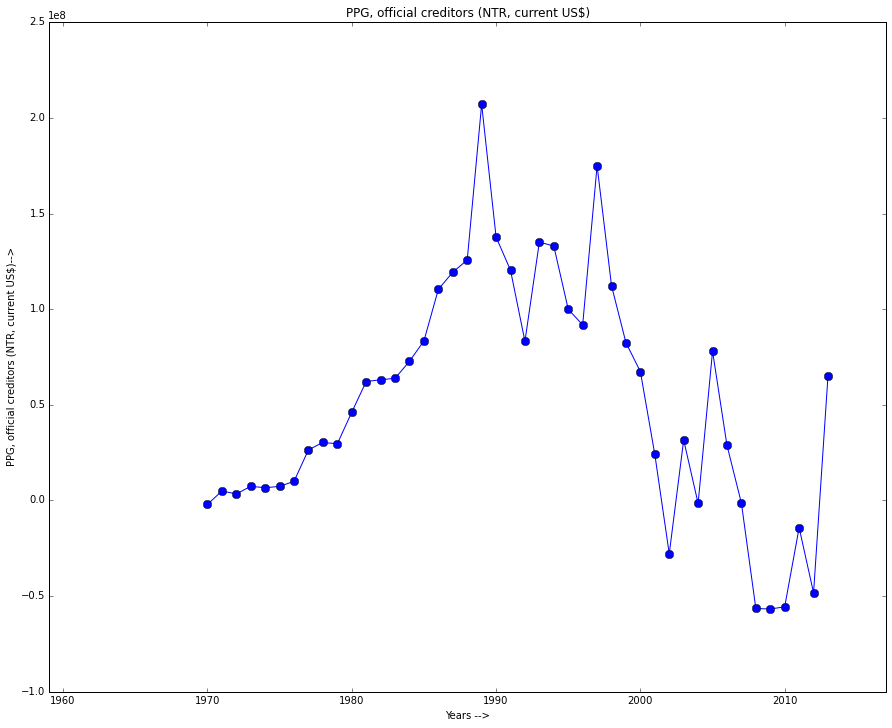 PPG, official creditors (NTR, current US$)
1e8
2.5
2.0
1.5
1.0
0.5
0.0
−0.5
−1.0
PPG, official creditors (NTR, current US$)-->
1960 1970 1980 1990 2000 2010
Years -->